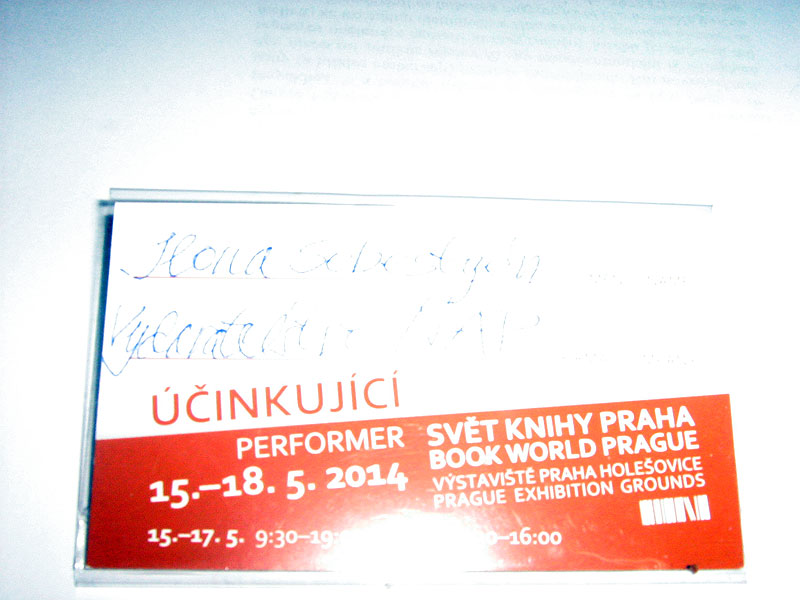 Ilona Sebestyén
NAP
ÚČINKUJÍCÍ
PERFORMER
15.–18. 5. 2014
SVĚT KNIHY PRAHA
BOOK WORLD PRAGUE
VÝSTAVIŠTĚ PRAHA HOLEŠOVICE
PRAGUE EXHIBITION GROUNDS
15.–17. 5. 9:30–19:00 –16:00